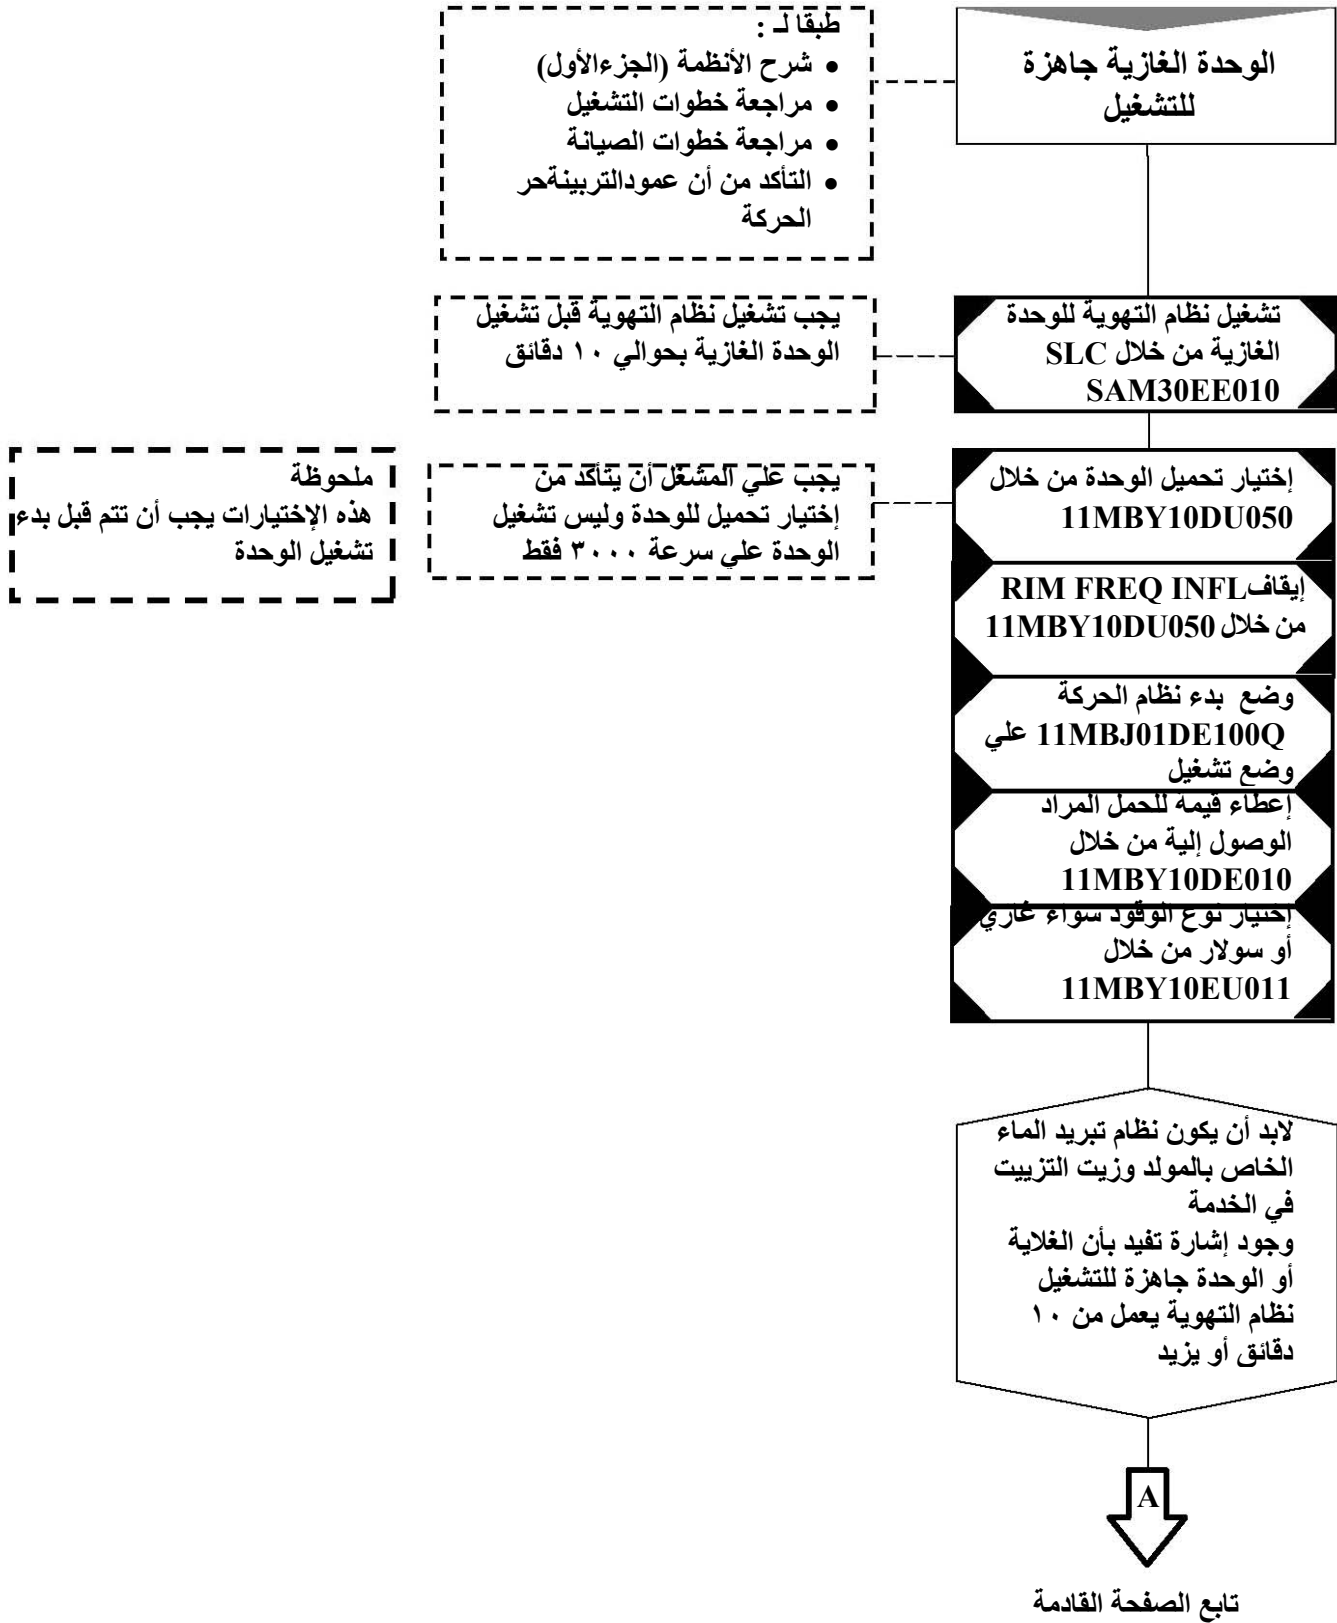 الوحدة الغازية جاهزة
للتشغيل
طبقا لـ :
• شرح الأنظمة (الجزءالأول)
• مراجعة خطوات التشغيل
• مراجعة خطوات الصيانة
• التأكد من أن عمودالتربينةحر
الحركة
تشغيل نظام التهوية للوحدة
الغازية من خلال SLC
SAM30EE010
يجب تشغيل نظام التهوية قبل تشغيل
الوحدة الغازية بحوالي ١٠ دقائق
إختيار تحميل الوحدة من خلال
11MBY10DU050
يجب علي المشغل أن يتأكد من
إختيار تحميل للوحدة وليس تشغيل
الوحدة علي سرعة ٣٠٠٠ فقط
ملحوظة
هذه الإختيارات يجب أن تتم قبل بدء
تشغيل الوحدة
إيقافRIM FREQ INFL
من خلال 11MBY10DU050
وضع بدء نظام الحركة
11MBJ01DE100Q علي
وضع تشغيل
إعطاء قيمة للحمل المراد
الوصول إلية من خلال
11MBY10DE010
إختيار نوع الوقود سواء غازي
أو سولار من خلال
11MBY10EU011
لابد أن يكون نظام تبريد الماء
الخاص بالمولد وزيت التزييت
في الخدمة
وجود إشارة تفيد بأن الغلاية
أو الوحدة جاهزة للتشغيل
نظام التهوية يعمل من ١٠
دقائق أو يزيد
A
تابع الصفحة القادمة